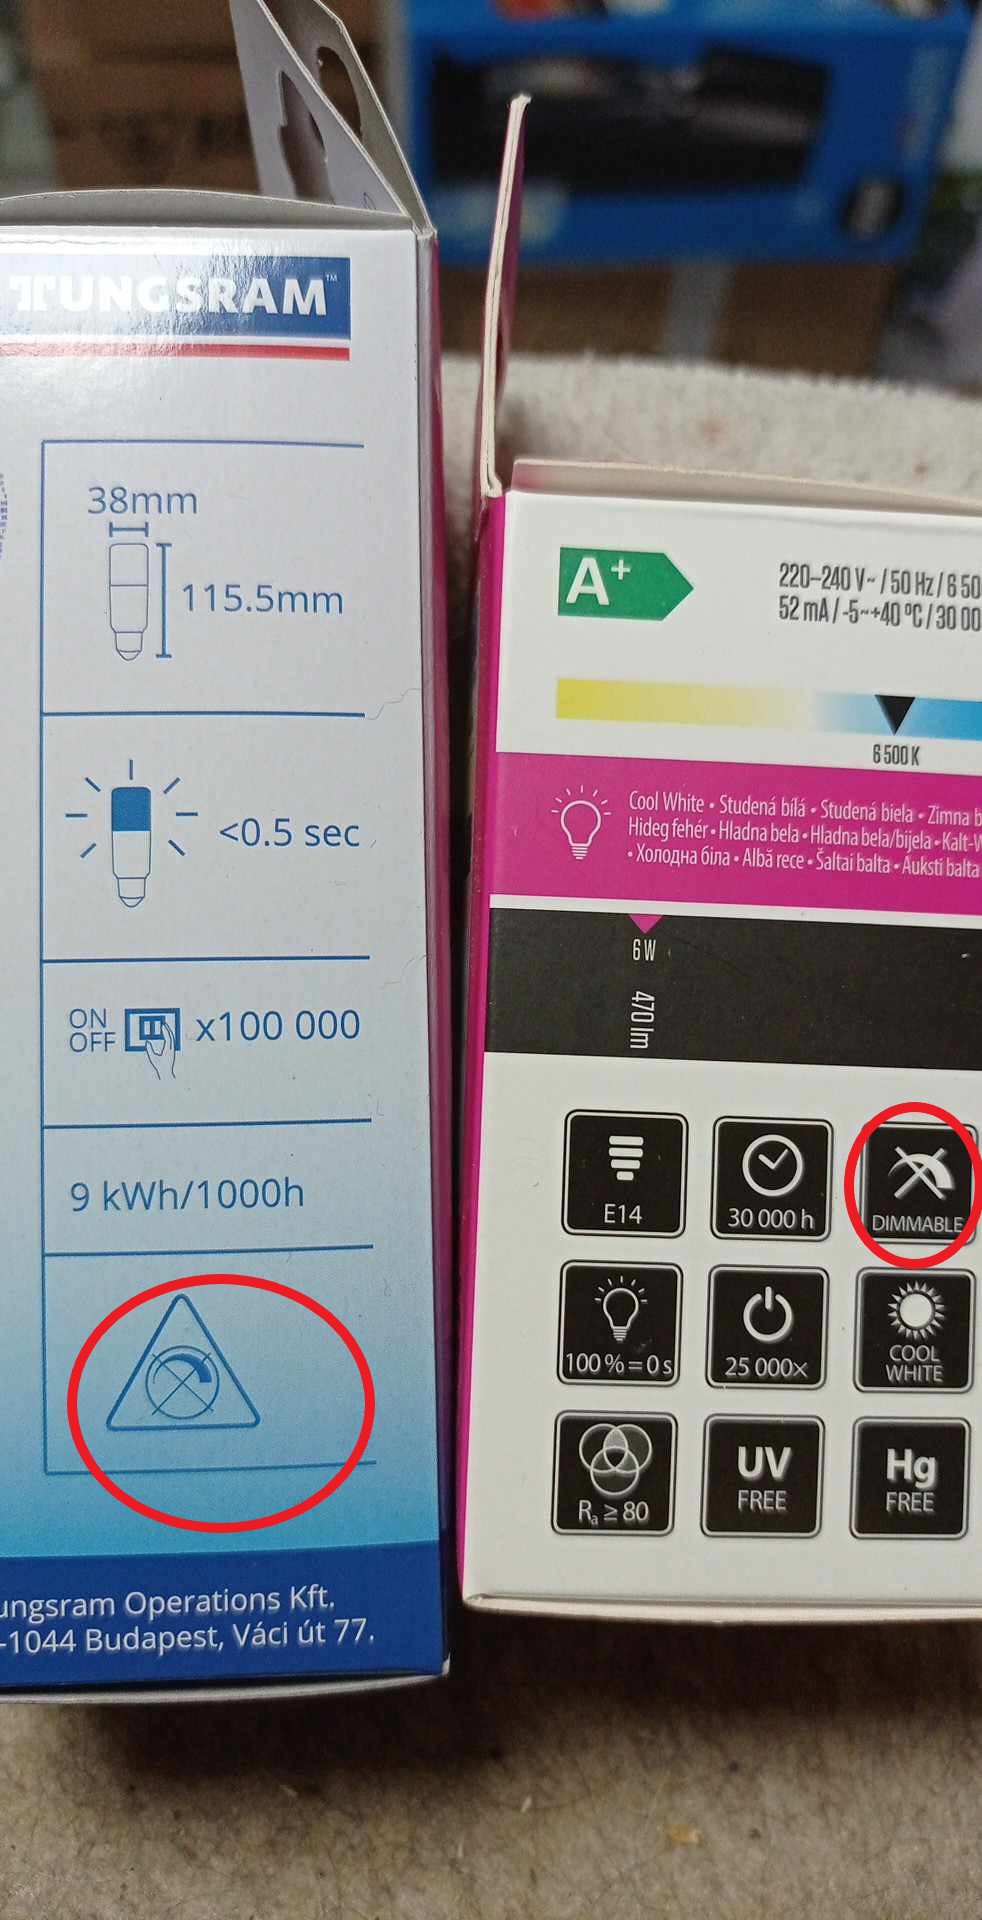 TUNGSRAM™
38mm
115.5mm
<0.5 sec
ON
OFF
x100 000
9 kWh/1000h
ungsram Operations Kft.
-1044 Budapest, Váci út 77.
A+
220–240 V~ / 50 Hz / 6 50
52 mA / -5~+40 °C / 30 00
6 500 K
Cool White • Studená bílá • Studená biela • Zimna b
Hideg fehér • Hladna bela • Hladna bela/bijela • Kalt-W
• Холодна біла • Albă rece • Šaltai balta • Auksti balta
6 W
470 lm
E14
30 000 h
DIMMABLE
100 % = 0 s
25 000×
COOL
WHITE
Ra ≥ 80
UV
FREE
Hg
FREE